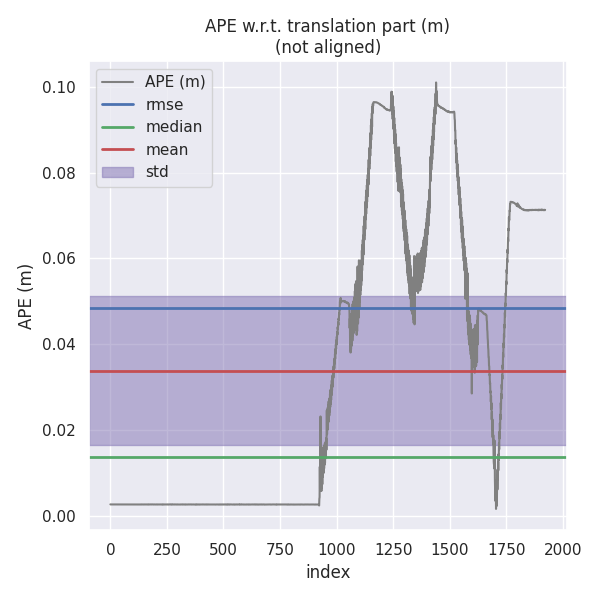 APE w.r.t. translation part (m)
(not aligned)
APE (m)
rmse
median
mean
std
0.10
0.08
0.06
0.04
0.02
0.00
APE (m)
0 250 500 750 1000 1250 1500 1750 2000
index